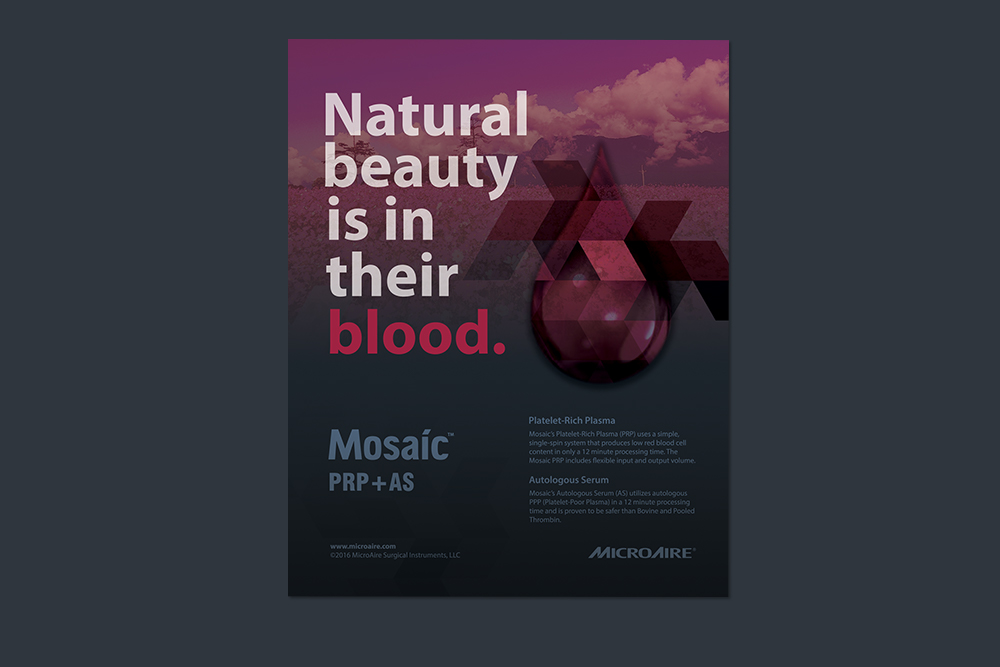 Natural
beauty
is in
their
blood.
Mosaíc™
PRP+AS
Platelet-Rich Plasma
Mosaic's Platelet-Rich Plasma (PRP) uses a simple,
single-spin system that produces low red blood cell
content in only a 12 minute processing time. The
Mosaic PRP includes flexible input and output volume.
Autologous Serum
Mosaic's Autologous Serum (AS) utilizes autologous
PPP (Platelet-Poor Plasma) in a 12 minute processing
time and is proven to be safer than Bovine and Pooled
Thrombin.
www.microaire.com
©2016 MicroAire Surgical Instruments, LLC
MICROAIRE®